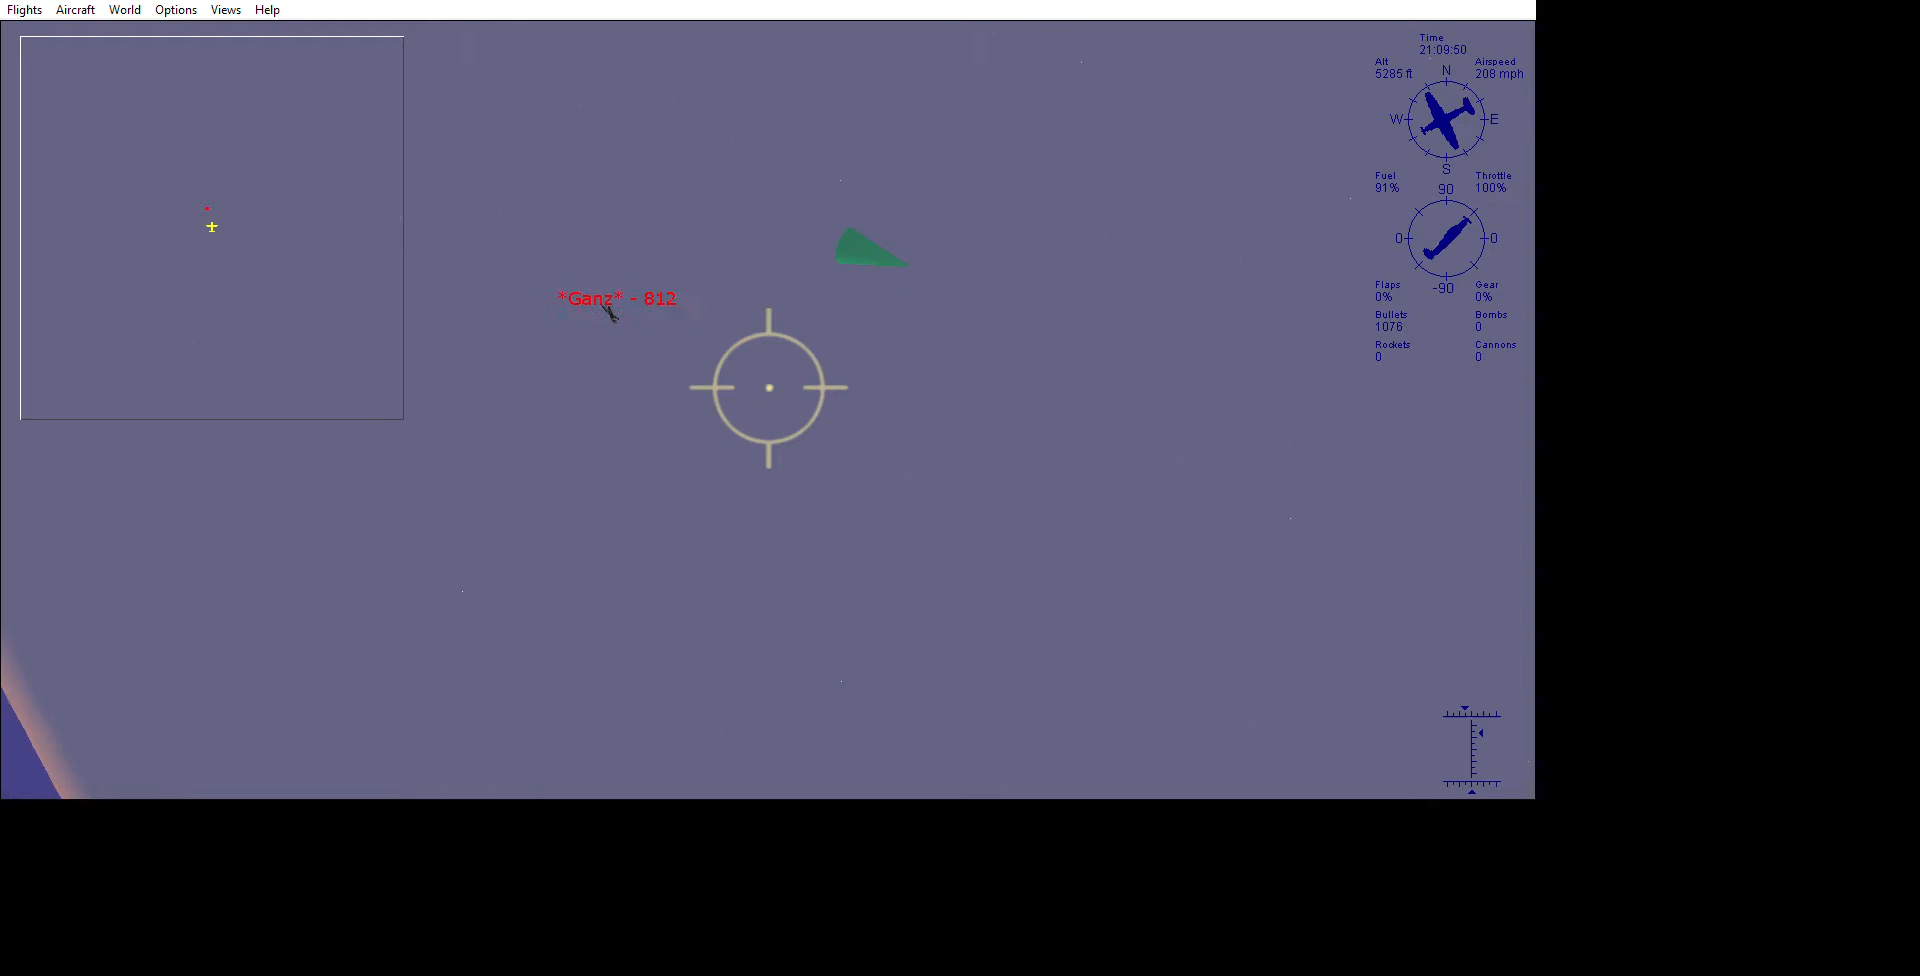 Flights Aircraft World Options Views Help
Time
21:09:50
Alt Airspeed
5285 ft 208 mph
N
W E
S
Fuel Throttle
91% 100%
90
0 0
-90
Flaps Gear
0% 0%
Bullets Bombs
1076 0
Rockets Cannons
0 0
*Ganz* - 812